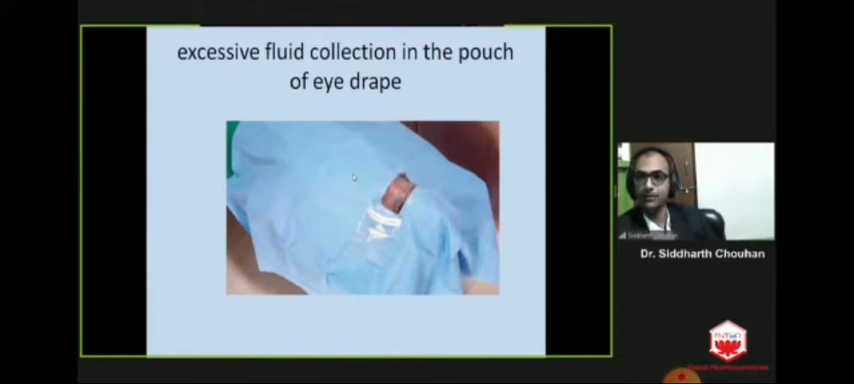 excessive fluid collection in the pouch
of eye drape
Dr. Siddharth Chouhan